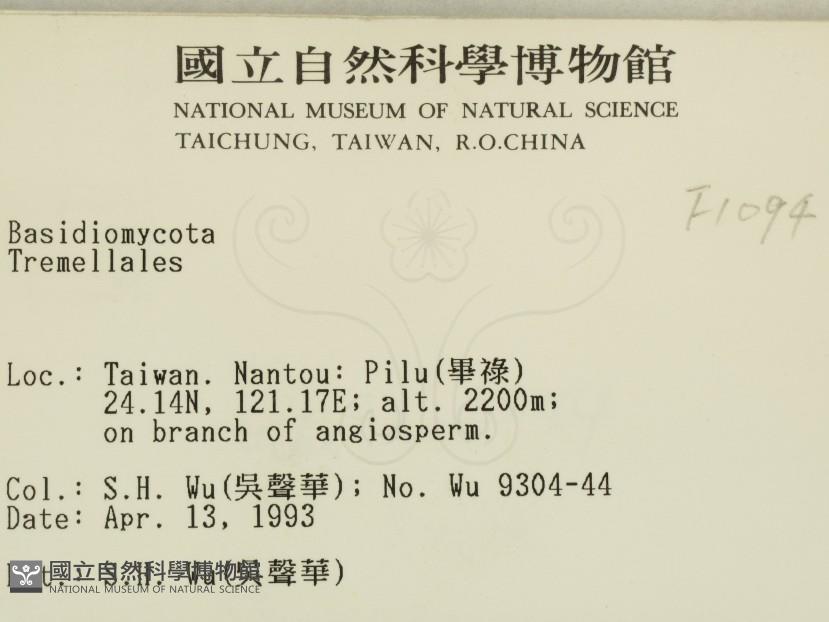 國立自然科學博物館
NATIONAL MUSEUM OF NATURAL SCIENCE
TAICHUNG, TAIWAN, R.O.CHINA
F1094
Basidiomycota
Tremellales
Loc.: Taiwan. Nantou: Pilu(畢祿)
24.14N, 121.17E; alt. 2200m;
on branch of angiosperm.
Col.: S.H. Wu(吳聲華); No. Wu 9304-44
Date: Apr. 13, 1993
S.H. Wu(吳聲華)
國立自然科學博物館
NATIONAL MUSEUM OF NATURAL SCIENCE